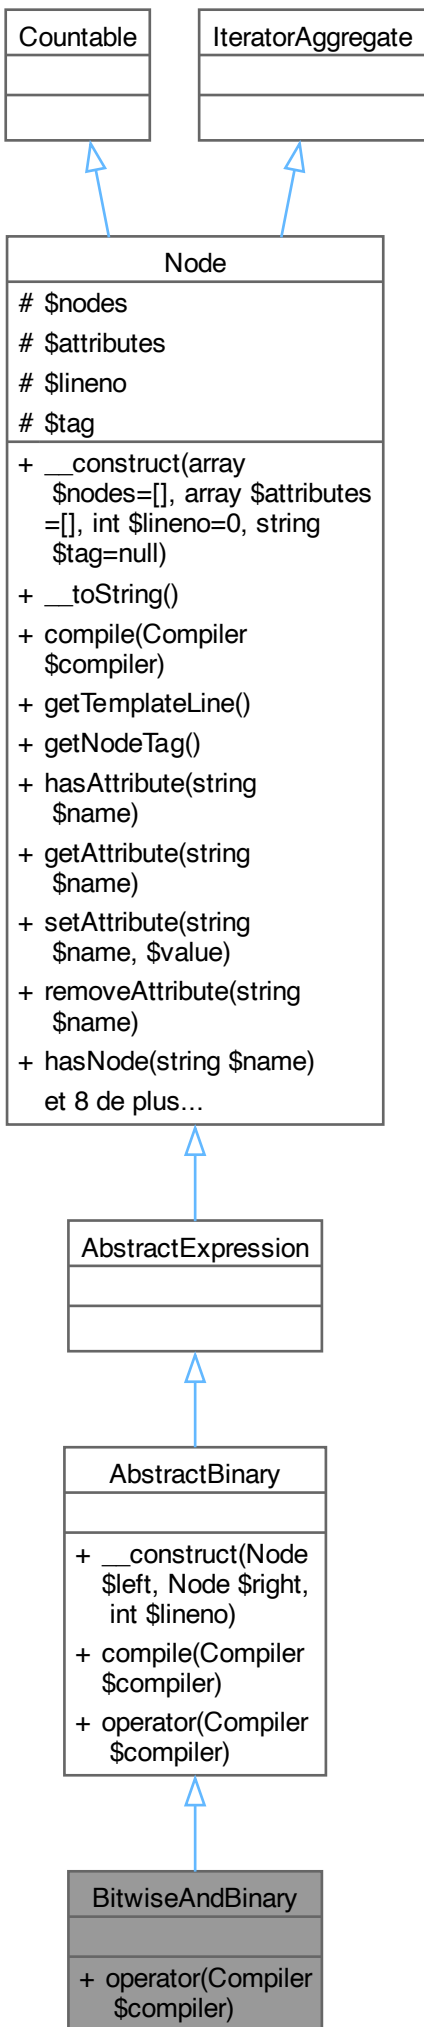 Countable
IteratorAggregate
Node
# $nodes
# $attributes
# $lineno
# $tag
+ __construct(array
$nodes=[], array $attributes
=[], int $lineno=0, string
$tag=null)
+ __toString()
+ compile(Compiler
$compiler)
+ getTemplateLine()
+ getNodeTag()
+ hasAttribute(string
$name)
+ getAttribute(string
$name)
+ setAttribute(string
$name, $value)
+ removeAttribute(string
$name)
+ hasNode(string $name)
et 8 de plus...
AbstractExpression
AbstractBinary
+ __construct(Node
$left, Node $right,
int $lineno)
+ compile(Compiler
$compiler)
+ operator(Compiler
$compiler)
BitwiseAndBinary
+ operator(Compiler
$compiler)